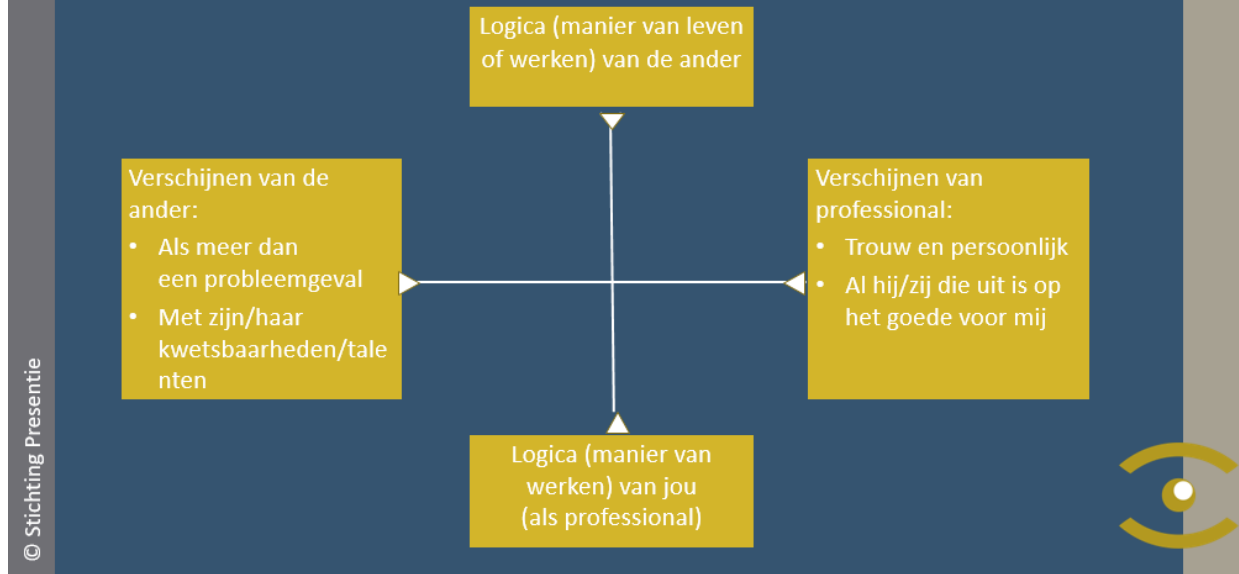 Logica (manier van leven
of werken) van de ander
Verschijnen van de
ander:
• Als meer dan
een probleemgeval
• Met zijn/haar
kwetsbaarheden/tale
nten
Verschijnen van
professional:
• Trouw en persoonlijk
• Al hij/zij die uit is op
het goede voor mij
Logica (manier van
werken) van jou
(als professional)
© Stichting Presentie